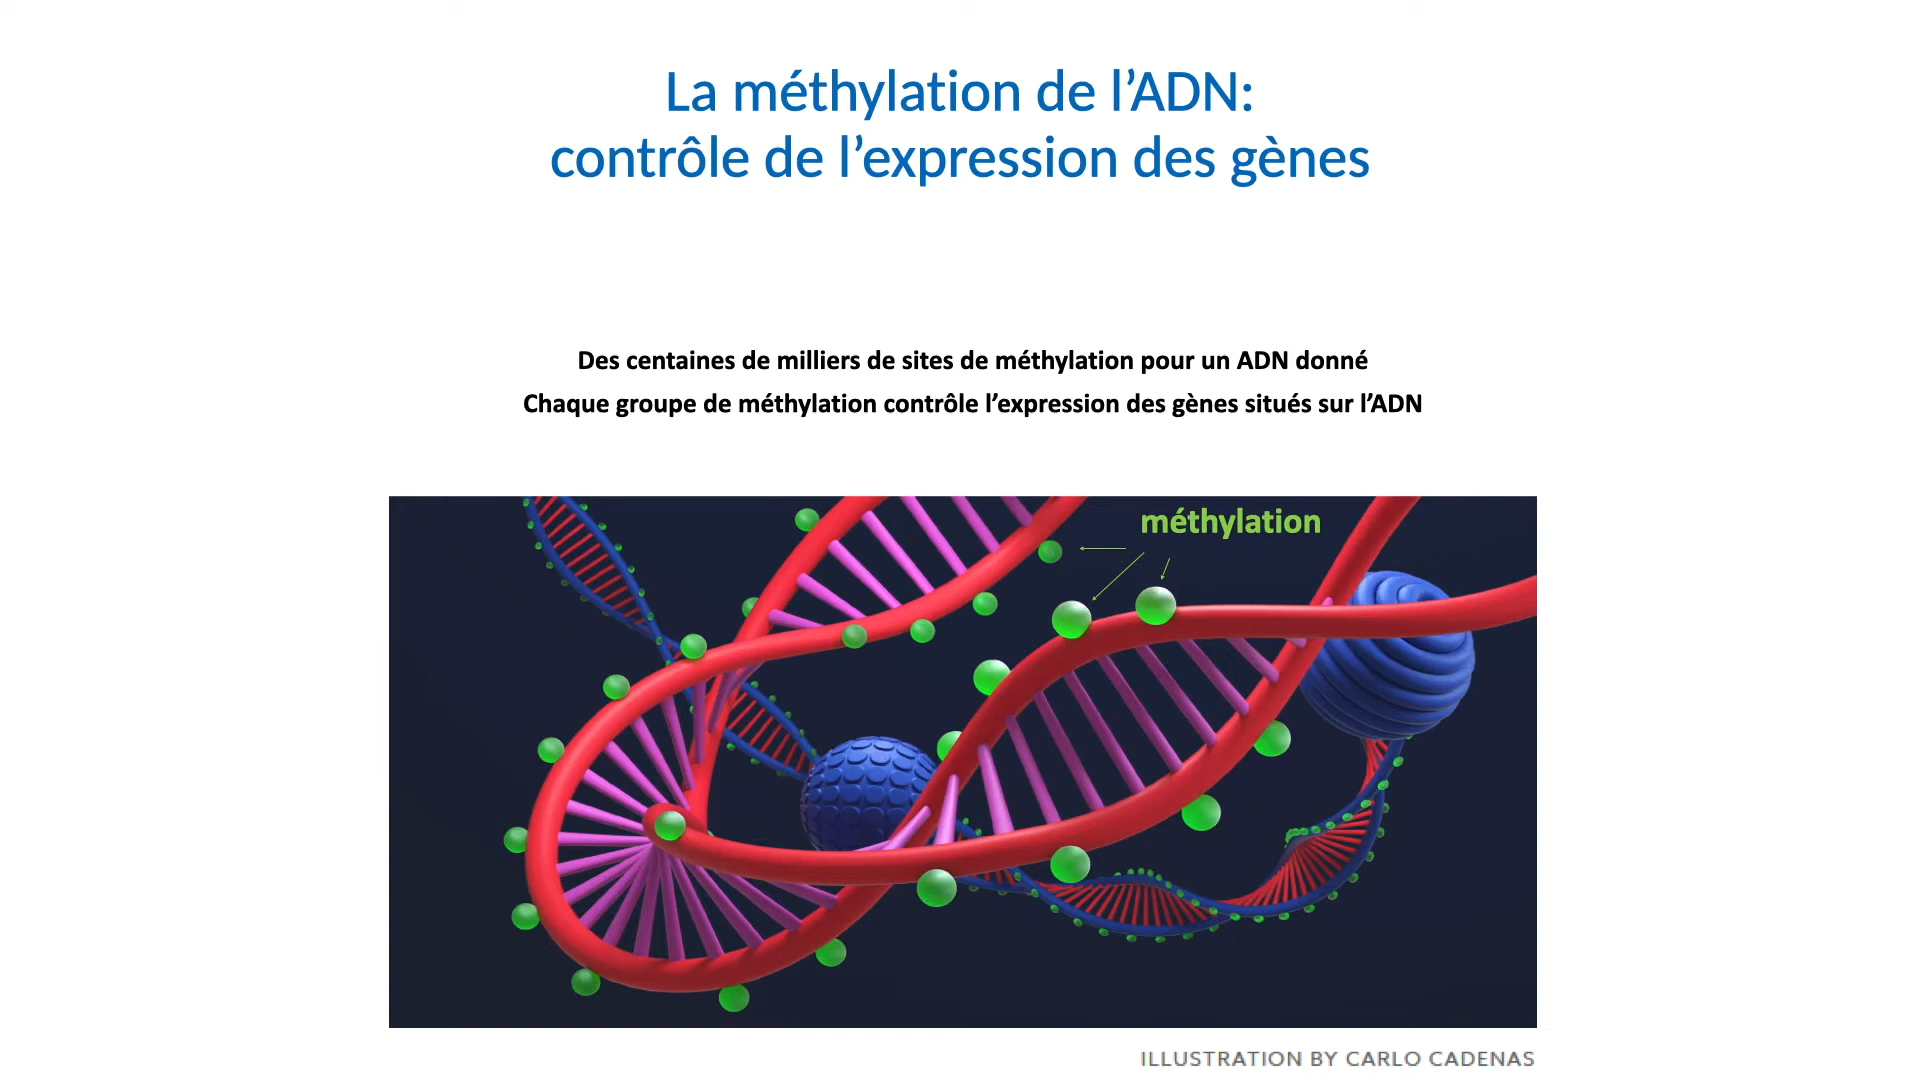 La méthylation de l’ADN:
contrôle de l’expression des gènes
Des centaines de milliers de sites de méthylation pour un ADN donné
Chaque groupe de méthylation contrôle l’expression des gènes situés sur l’ADN
méthylation
ILLUSTRATION BY CARLO CADENAS